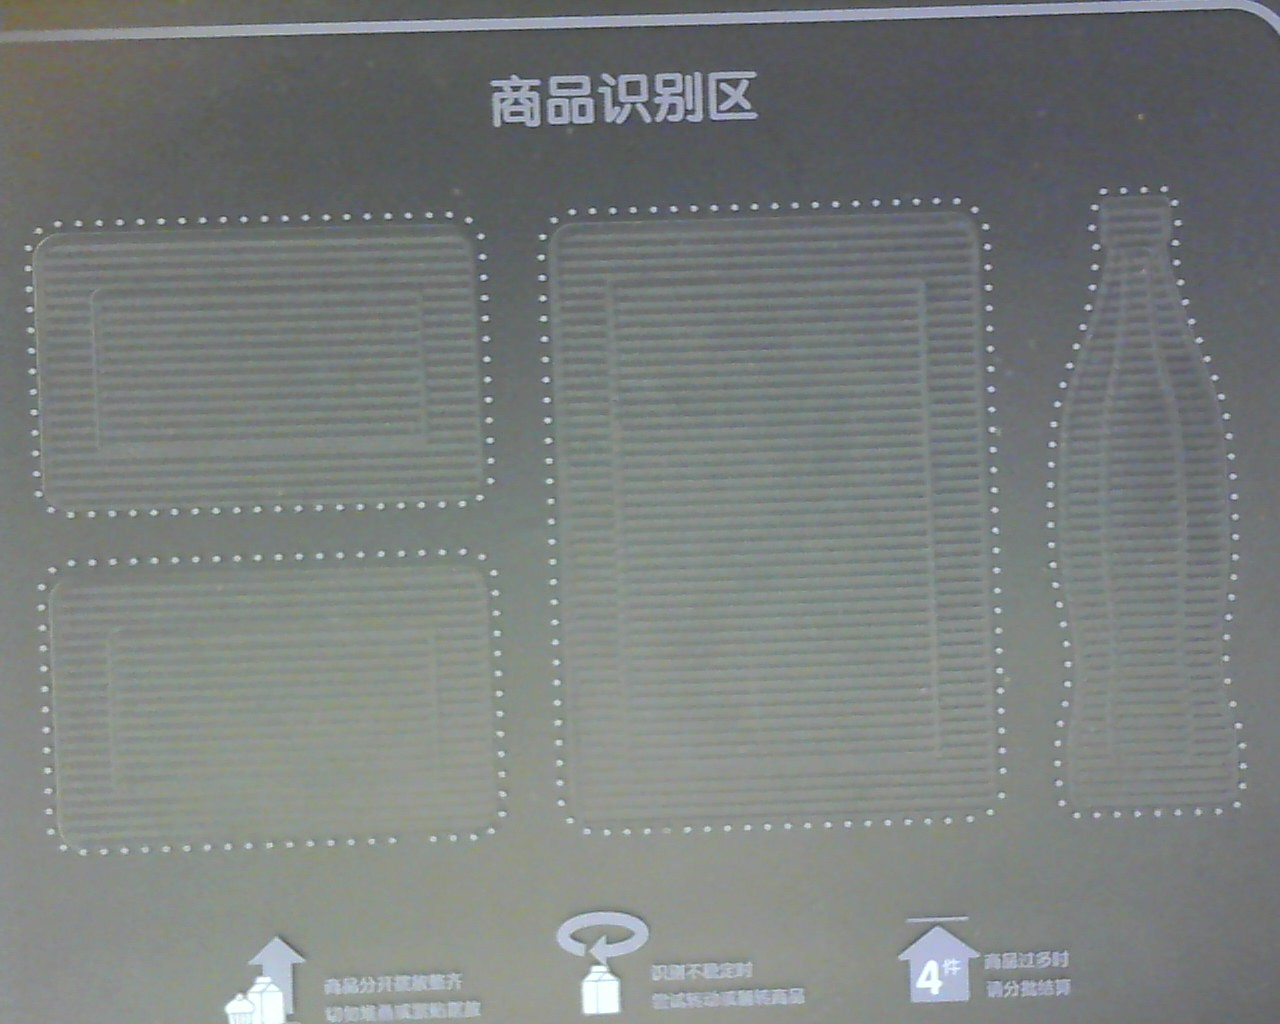 商品识别区
商品分开摆放整齐
切勿堆叠或紧贴摆放
识别不稳定时
尝试转动或翻转商品
4件
商品过多时
请分批结算